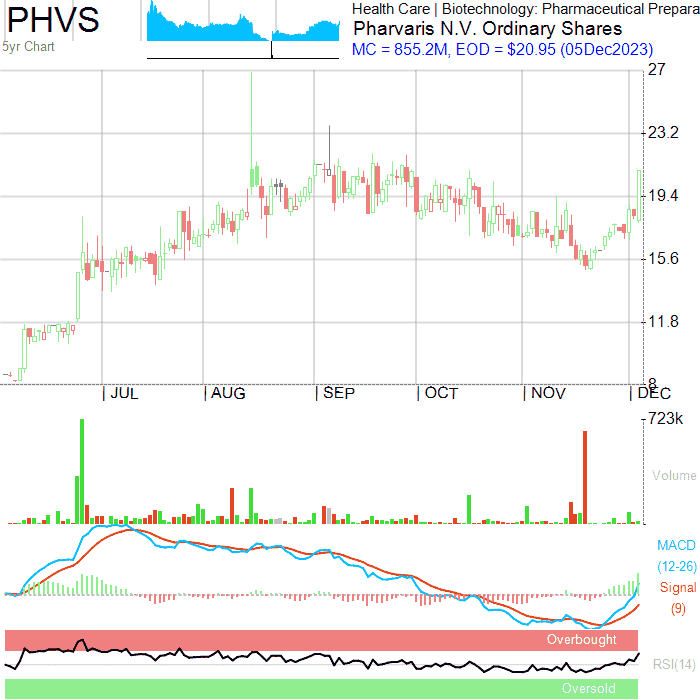 PHVS
5yr Chart
Health Care | Biotechnology: Pharmaceutical Prepara
Pharvaris N.V. Ordinary Shares
MC = 855.2M, EOD = $20.95 (05Dec2023)
27
23.2
19.4
15.6
11.8
8
| JUL | AUG | SEP | OCT | NOV | DEC
723k
Volume
MACD
(12-26)
Signal
(9)
Overbought
RSI(14)
Oversold